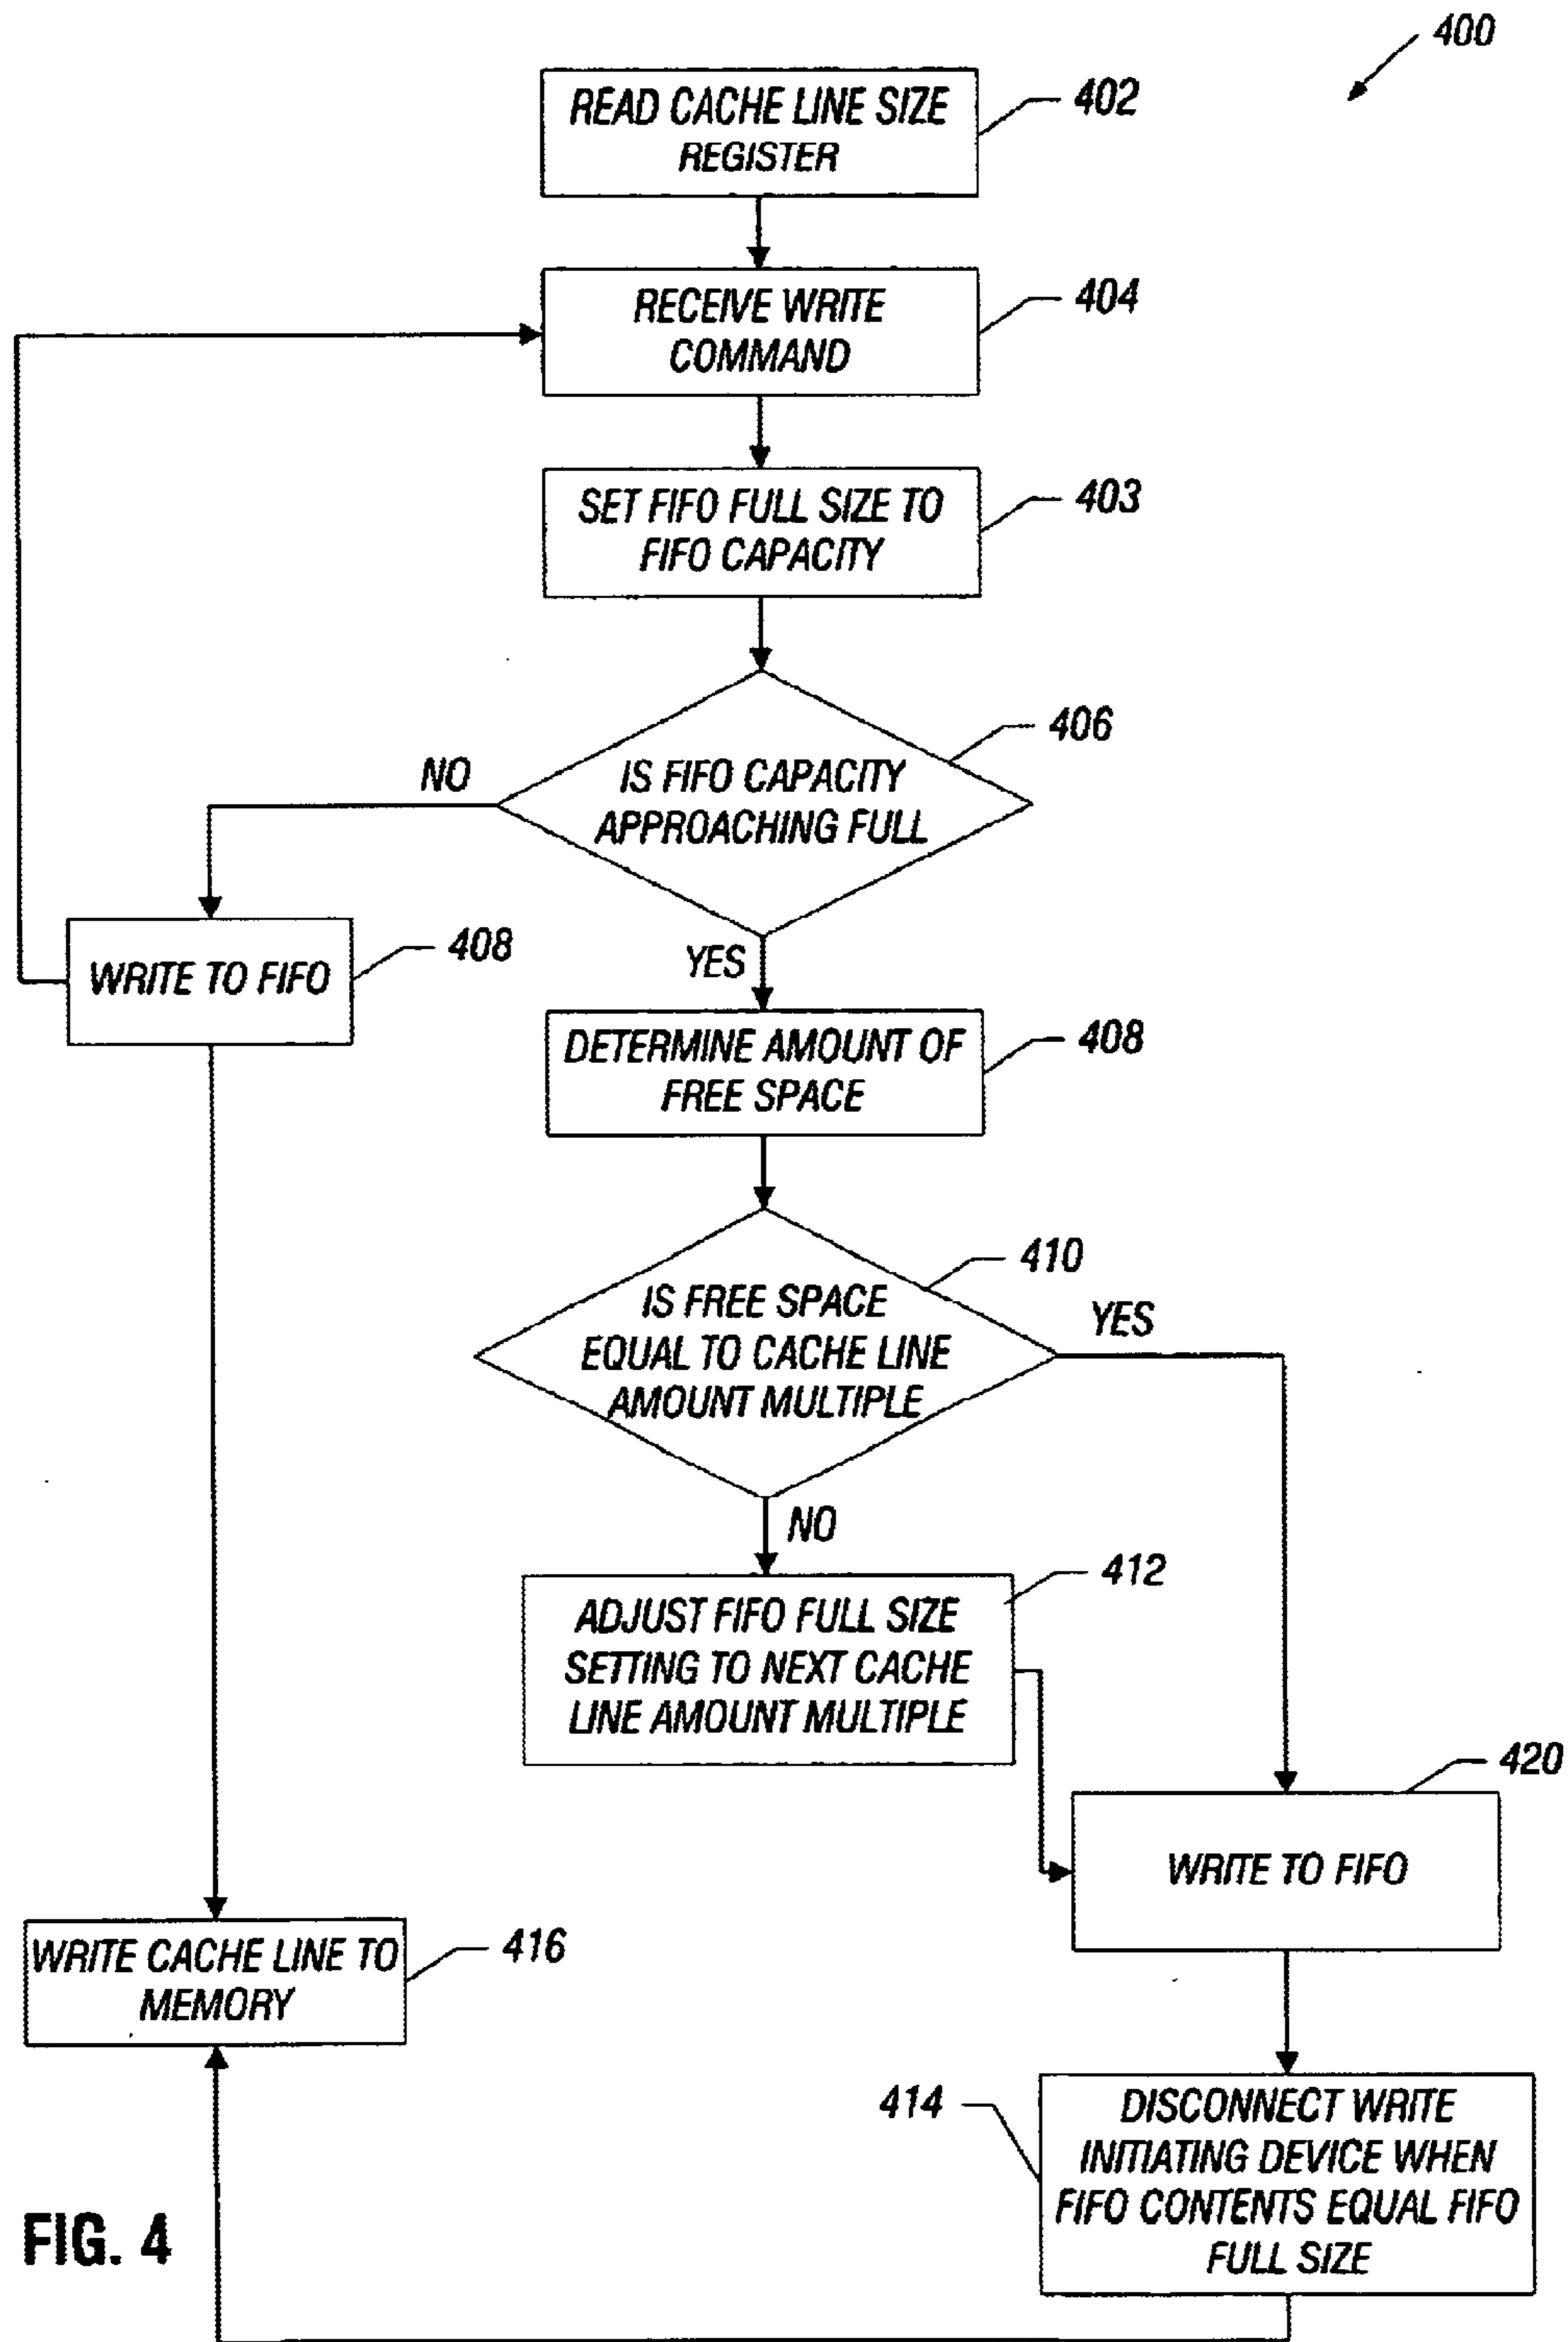 400
READ CACHE LINE SIZE
REGISTER
402
RECEIVE WRITE
COMMAND
404
SET FIFO FULL SIZE TO
FIFO CAPACITY
403
IS FIFO CAPACITY
APPROACHING FULL
406
NO
YES
WRITE TO FIFO
408
DETERMINE AMOUNT OF
FREE SPACE
408
IS FREE SPACE
EQUAL TO CACHE LINE
AMOUNT MULTIPLE
410
YES
NO
ADJUST FIFO FULL SIZE
SETTING TO NEXT CACHE
LINE AMOUNT MULTIPLE
412
WRITE TO FIFO
420
WRITE CACHE LINE TO
MEMORY
416
DISCONNECT WRITE
INITIATING DEVICE WHEN
FIFO CONTENTS EQUAL FIFO
FULL SIZE
414
FIG. 4